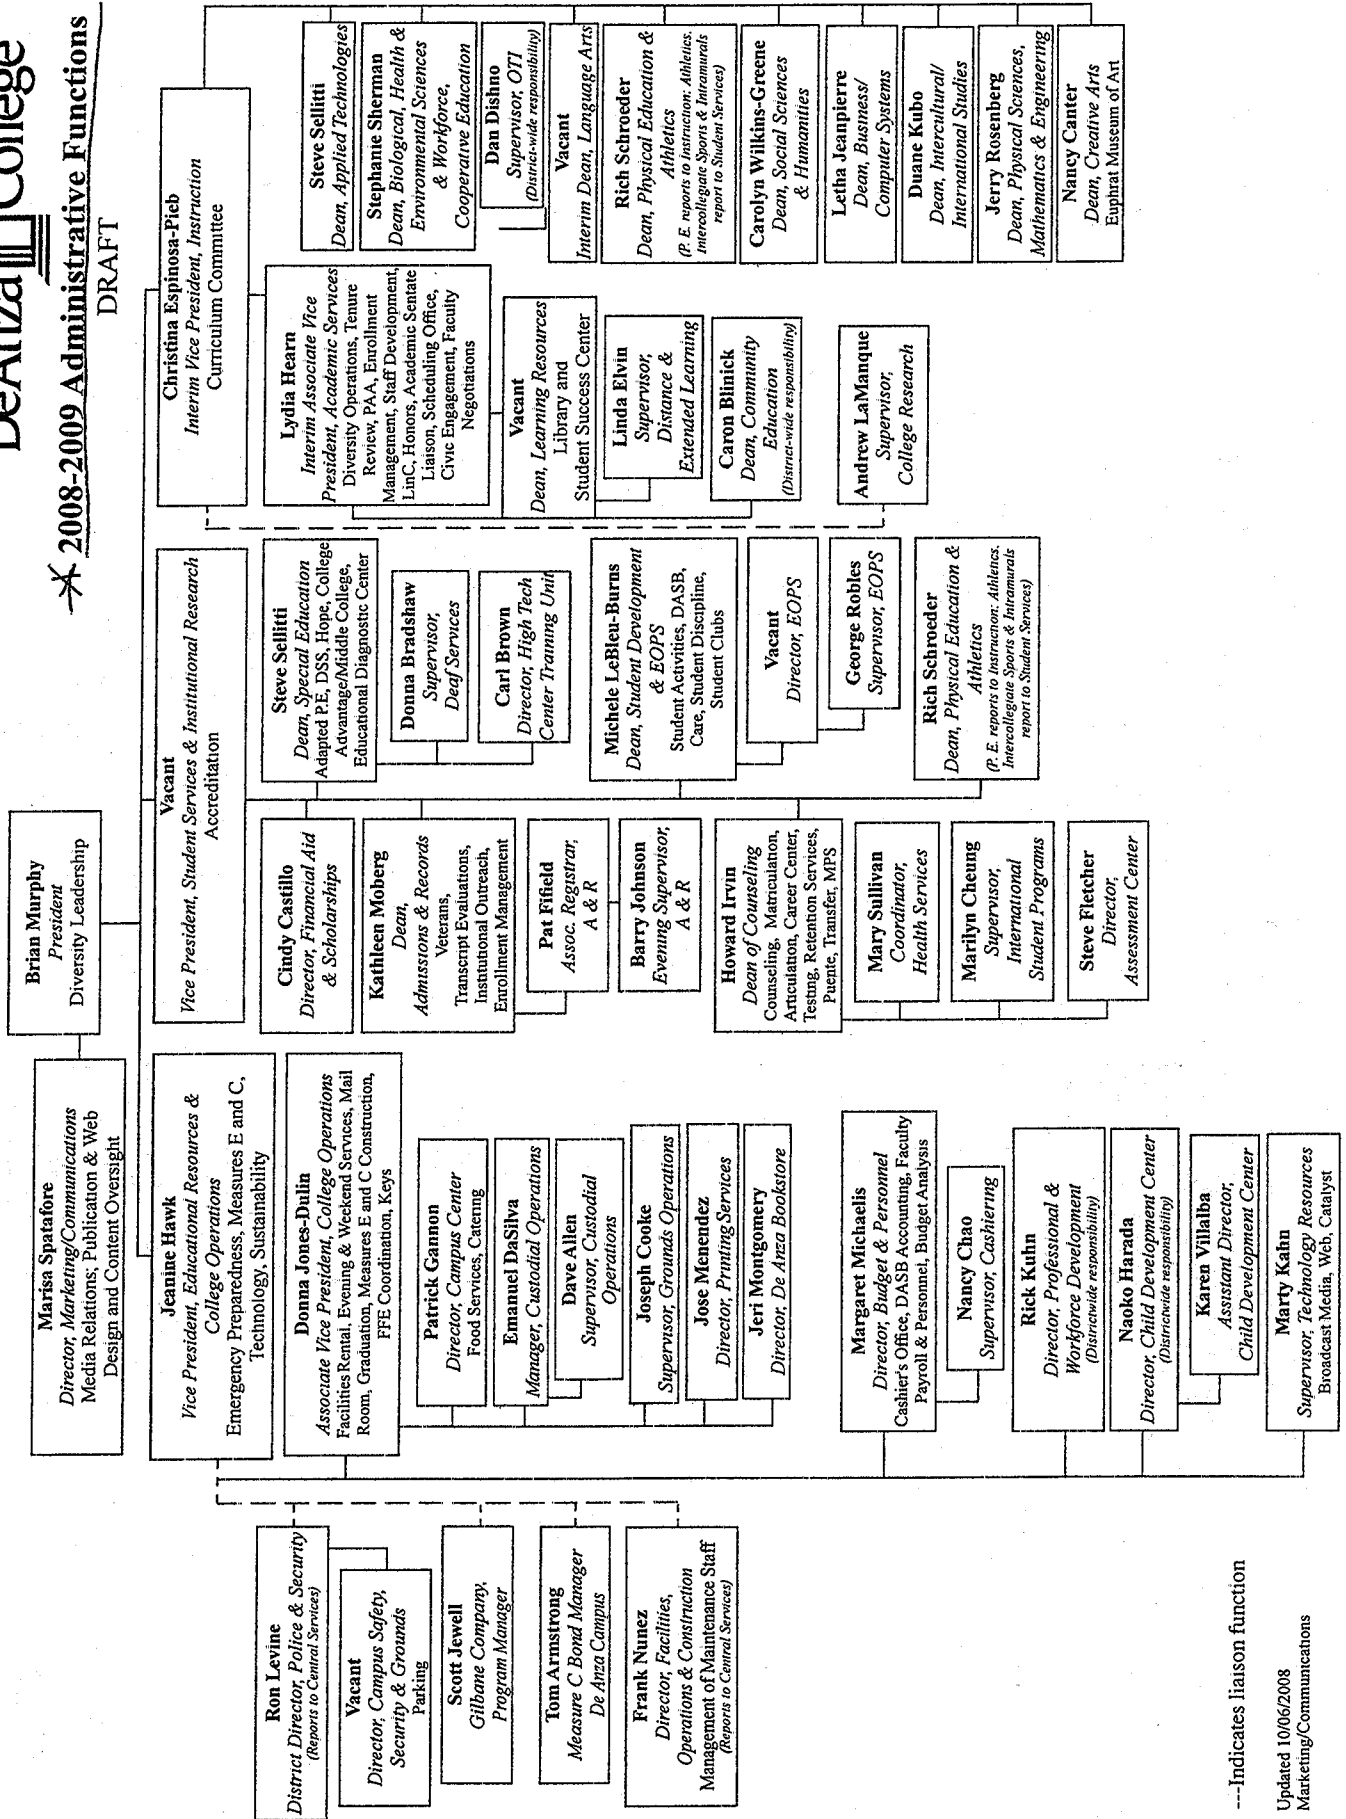 DeAnza College
2008-2009 Administrative Functions
DRAFT
Brian Murphy
President
Diversity Leadership
Marisa Spatafore
Director, Marketing/Communications
Media Relations; Publication & Web
Design and Content Oversight
Jeanine Hawk
Vice President, Educational Resources &
College Operations
Emergency Preparedness, Measures E and C,
Technology, Sustainability
Vacant
Vice President, Student Services & Institutional Research
Accreditation
Christina Espinosa-Pieb
Interim Vice President, Instruction
Curriculum Committee
Ron Levine
District Director, Police & Security
(Reports to Central Services)
Vacant
Director, Campus Safety,
Security & Grounds
Parking
Scott Jewell
Gilbane Company,
Program Manager
Tom Armstrong
Measure C Bond Manager
De Anza Campus
Frank Nunez
Director, Facilities,
Operations & Construction
Management of Maintenance Staff
(Reports to Central Services)
Donna Jones-Dulin
Associate Vice President, College Operations
Facilities Rental, Evening & Weekend Services, Mail
Room, Graduation, Measures E and C Construction,
FFE Coordination, Keys
Patrick Gannon
Director, Campus Center
Food Services, Catering
Emanuel DaSilva
Manager, Custodial Operations
Dave Allen
Supervisor, Custodial
Operations
Joseph Cooke
Supervisor, Grounds Operations
Jose Menendez
Director, Printing Services
Jeri Montgomery
Director, De Anza Bookstore
Margaret Michaelis
Director, Budget & Personnel
Cashier's Office, DASB Accounting, Faculty
Payroll & Personnel, Budget Analysis
Nancy Chao
Supervisor, Cashiering
Rick Kuhn
Director, Professional &
Workforce Development
(Districtwide responsibility)
Naoko Harada
Director, Child Development Center
(Districtwide responsibility)
Karen Villalba
Assistant Director,
Child Development Center
Marty Kahn
Supervisor, Technology Resources
Broadcast Media, Web, Catalyst
Cindy Castillo
Director, Financial Aid
& Scholarships
Kathleen Moberg
Dean,
Admissions & Records
Veterans,
Transcript Evaluations,
Institutional Outreach,
Enrollment Management
Pat Fifield
Assoc. Registrar,
A & R
Barry Johnson
Evening Supervisor,
A & R
Howard Irvin
Dean of Counseling
Counseling, Matriculation,
Articulation, Career Center,
Testing, Retention Services,
Puente, Transfer, MPS
Mary Sullivan
Coordinator,
Health Services
Marilyn Cheung
Supervisor,
International
Student Programs
Steve Fletcher
Director,
Assessment Center
Steve Sellitti
Dean, Special Education
Adapted P.E, DSS, Hope, College
Advantage/Middle College,
Educational Diagnostic Center
Donna Bradshaw
Supervisor,
Deaf Services
Carl Brown
Director, High Tech
Center Training Unit
Michele LeBleu-Burns
Dean, Student Development
& EOPS
Student Activities, DASB,
Care, Student Discipline,
Student Clubs
Vacant
Director, EOPS
George Robles
Supervisor, EOPS
Rich Schroeder
Dean, Physical Education &
Athletics
(P. E. reports to Instruction: Athletics,
Intercollegiate Sports & Intramurals
report to Student Services)
Lydia Hearn
Interim Associate Vice
President, Academic Services
Diversity Operations, Tenure
Review, PAA, Enrollment
Management, Staff Development,
LinC, Honors, Academic Sentate
Liaison, Scheduling Office,
Civic Engagement, Faculty
Negotiations
Vacant
Dean, Learning Resources
Library and
Student Success Center
Linda Elvin
Supervisor,
Distance &
Extended Learning
Caron Blinick
Dean, Community
Education
(District-wide responsibility)
Andrew LaManque
Supervisor,
College Research
Steve Sellitti
Dean, Applied Technologies
Stephanie Sherman
Dean, Biological, Health &
Environmental Sciences
& Workforce,
Cooperative Education
Dan Dishno
Supervisor, OTI
(District-wide responsibility)
Vacant
Interim Dean, Language Arts
Rich Schroeder
Dean, Physical Education &
Athletics
(P. E. reports to Instruction: Athletics,
Intercollegiate Sports & Intramurals
report to Student Services)
Carolyn Wilkins-Greene
Dean, Social Sciences
& Humanities
Letha Jeanpierre
Dean, Business/
Computer Systems
Duane Kubo
Dean, Intercultural/
International Studies
Jerry Rosenberg
Dean, Physical Sciences,
Mathematics & Engineering
Nancy Canter
Dean, Creative Arts
Euphrat Museum of Art
---Indicates liaison function
Updated 10/06/2008
Marketing/Communications